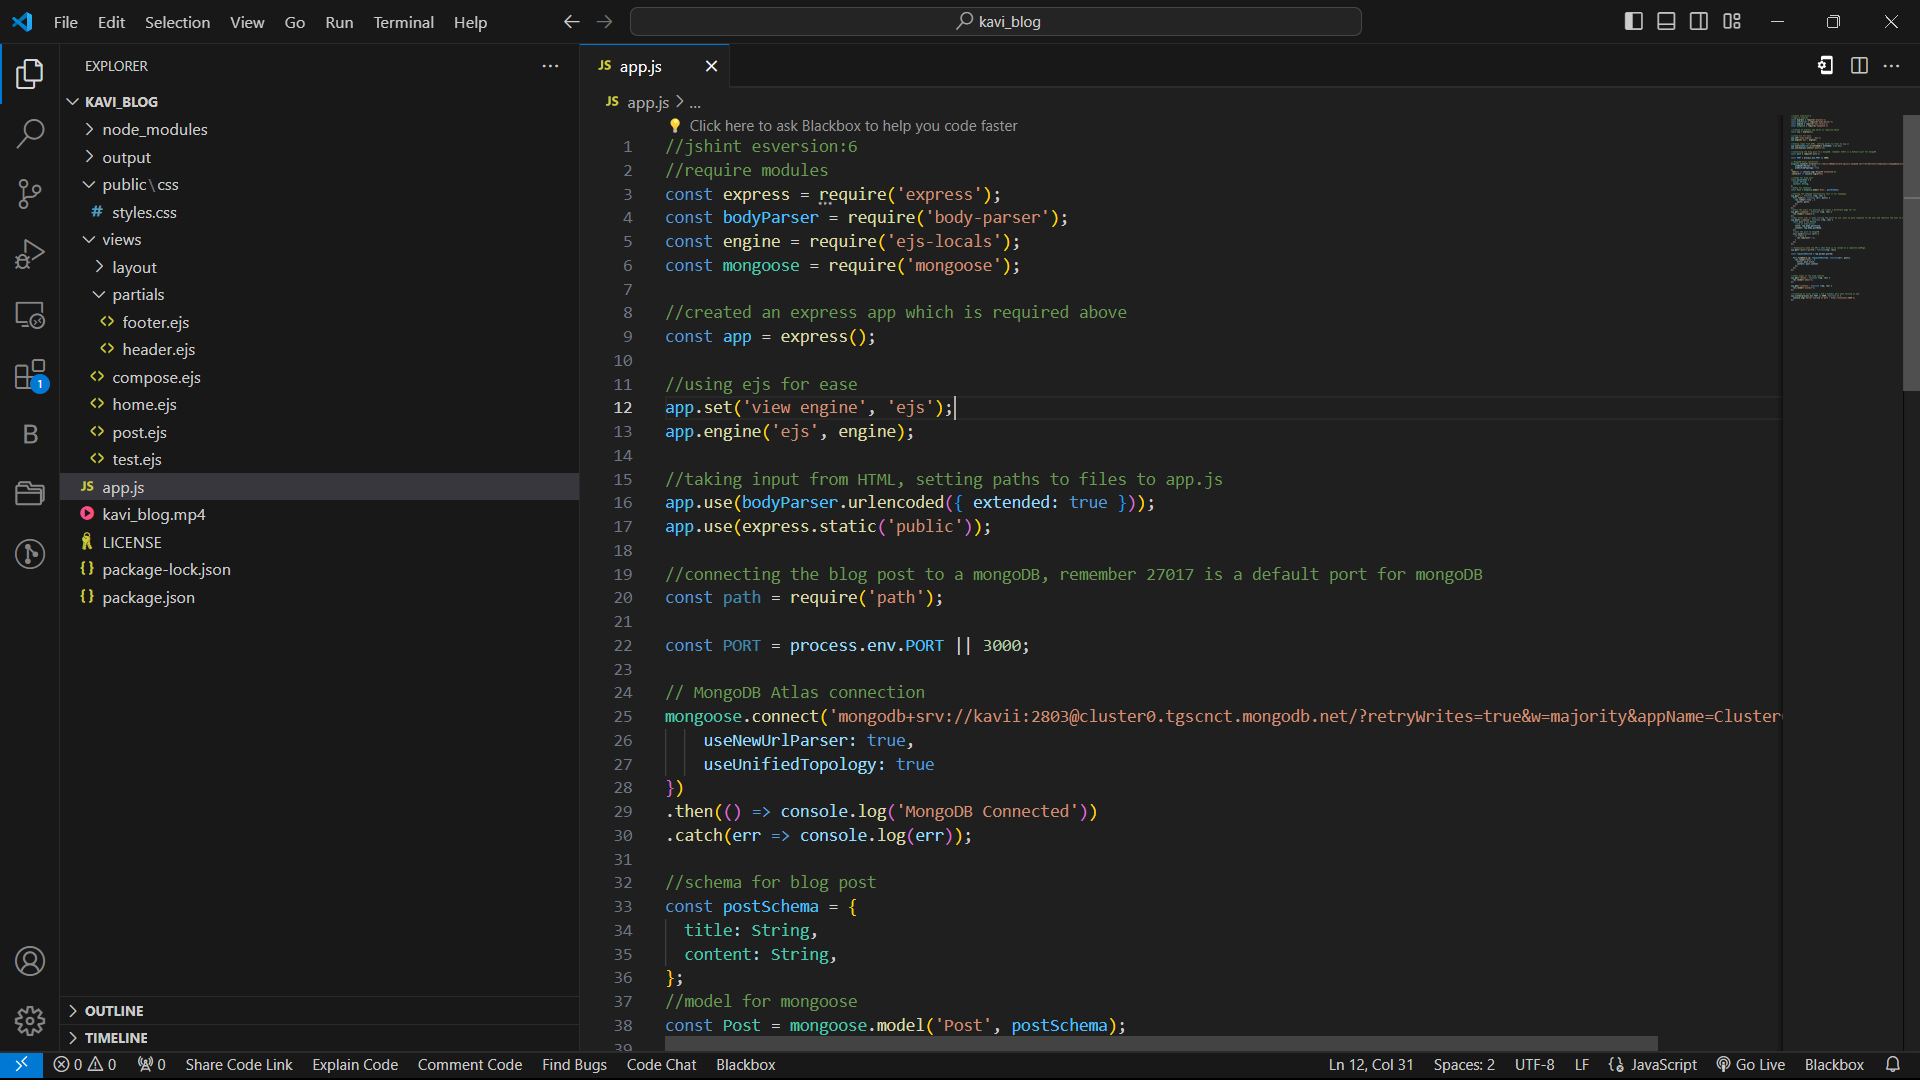 File Edit Selection View Go Run Terminal Help
kavi_blog
EXPLORER
KAVI_BLOG
node_modules
output
public\css
# styles.css
views
layout
partials
<> footer.ejs
<> header.ejs
<> compose.ejs
<> home.ejs
<> post.ejs
<> test.ejs
JS app.js
kavi_blog.mp4
LICENSE
{} package-lock.json
{} package.json
OUTLINE
TIMELINE
1
B
JS app.js
JS app.js > ...
Click here to ask Blackbox to help you code faster
1 //jshint esversion:6
2 //require modules
3 const express = require('express');
4 const bodyParser = require('body-parser');
5 const engine = require('ejs-locals');
6 const mongoose = require('mongoose');
7
8 //created an express app which is required above
9 const app = express();
10
11 //using ejs for ease
12 app.set('view engine', 'ejs');
13 app.engine('ejs', engine);
14
15 //taking input from HTML, setting paths to files to app.js
16 app.use(bodyParser.urlencoded({ extended: true }));
17 app.use(express.static('public'));
18
19 //connecting the blog post to a mongoDB, remember 27017 is a default port for mongoDB
20 const path = require('path');
21
22 const PORT = process.env.PORT || 3000;
23
24 // MongoDB Atlas connection
25 mongoose.connect('mongodb+srv://kavii:2803@cluster0.tgscnct.mongodb.net/?retryWrites=true&w=majority&appName=Cluster
26 useNewUrlParser: true,
27 useUnifiedTopology: true
28 })
29 .then(() => console.log('MongoDB Connected'))
30 .catch(err => console.log(err));
31
32 //schema for blog post
33 const postSchema = {
34 title: String,
35 content: String,
36 };
37 //model for mongoose
38 const Post = mongoose.model('Post', postSchema);
39
0 0 0 Share Code Link Explain Code Comment Code Find Bugs Code Chat Blackbox Ln 12, Col 31 Spaces: 2 UTF-8 LF {} JavaScript Go Live Blackbox